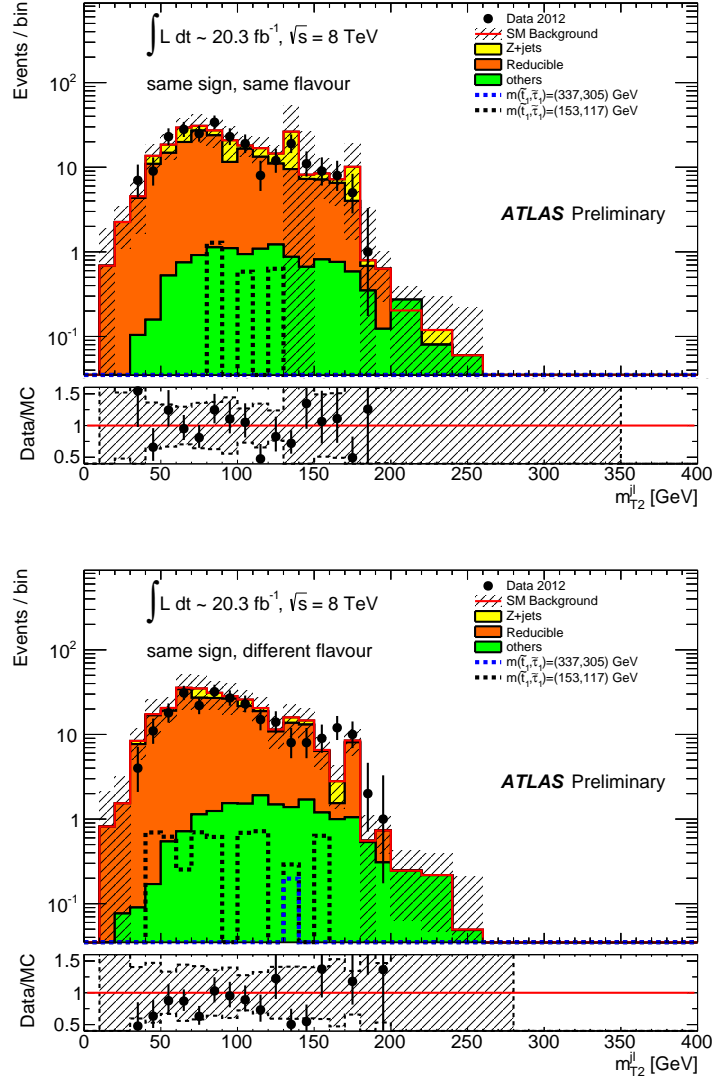 Events / bin
∫ L dt ~ 20.3 fb⁻¹, √s = 8 TeV
same sign, same flavour
Data 2012
SM Background
Z+jets
Reducible
others
m(t̃₁,τ̃₁)=(337,305) GeV
m(t̃₁,τ̃₁)=(153,117) GeV
ATLAS Preliminary
10²
10
1
10⁻¹
Data/MC
1.5
1
0.5
0 50 100 150 200 250 300 350 400
m_T2^jl [GeV]
Events / bin
∫ L dt ~ 20.3 fb⁻¹, √s = 8 TeV
same sign, different flavour
Data 2012
SM Background
Z+jets
Reducible
others
m(t̃₁,τ̃₁)=(337,305) GeV
m(t̃₁,τ̃₁)=(153,117) GeV
ATLAS Preliminary
10²
10
1
10⁻¹
Data/MC
1.5
1
0.5
0 50 100 150 200 250 300 350 400
m_T2^jl [GeV]